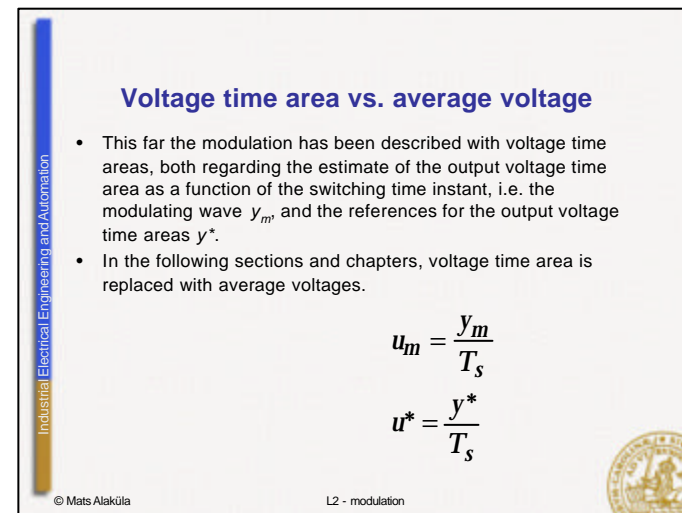 Voltage time area vs. average voltage
• This far the modulation has been described with voltage time
areas, both regarding the estimate of the output voltage time
area as a function of the switching time instant, i.e. the
modulating wave y_m, and the references for the output voltage
time areas y*.
• In the following sections and chapters, voltage time area is
replaced with average voltages.
u_m = y_m / T_s
u* = y* / T_s
Industrial Electrical Engineering and Automation
© Mats Alaküla
L2 - modulation